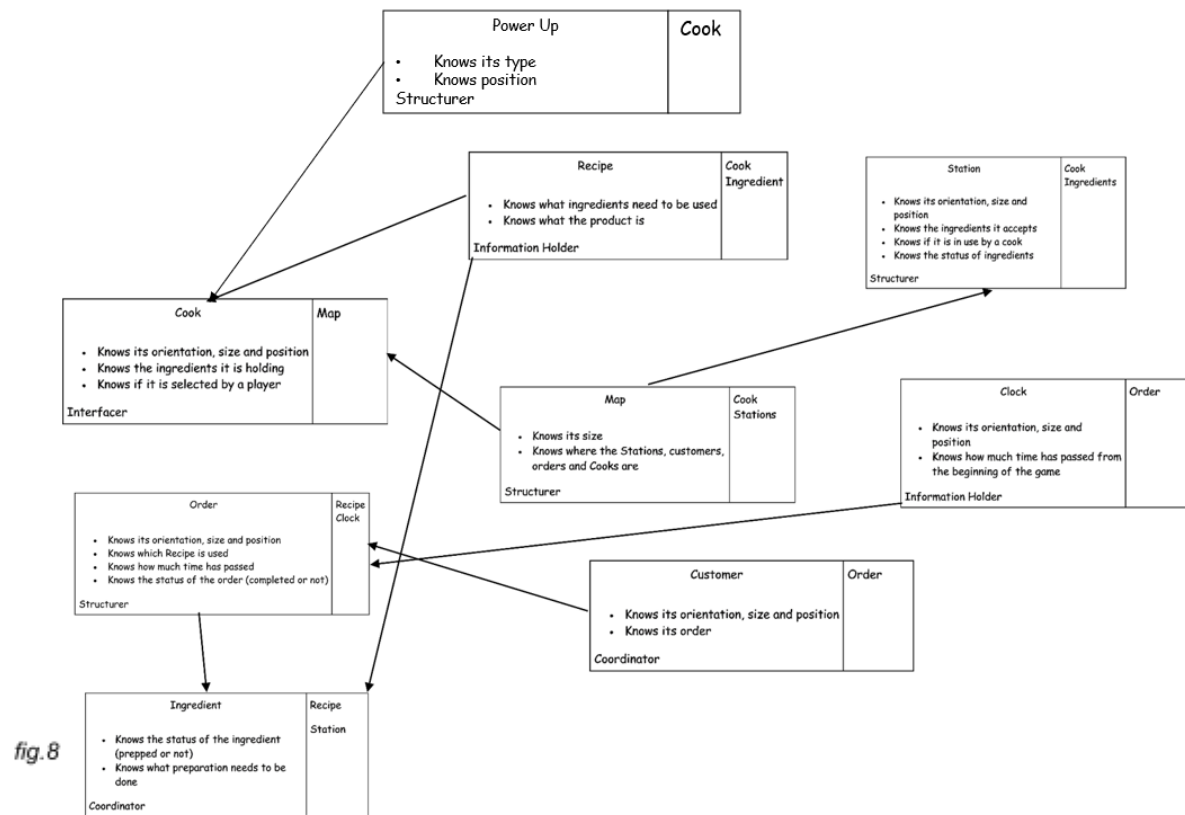 Power Up
Cook
• Knows its type
• Knows position
Structurer
Recipe
Cook
Ingredient
• Knows what ingredients need to be used
• Knows what the product is
Information Holder
Station
Cook
Ingredients
• Knows its orientation, size and
position
• Knows the ingredients it accepts
• Knows if it is in use by a cook
• Knows the status of ingredients
Structurer
Cook
Map
• Knows its orientation, size and position
• Knows the ingredients it is holding
• Knows if it is selected by a player
Interfacer
Map
Cook
Stations
• Knows its size
• Knows where the Stations, customers,
orders and Cooks are
Structurer
Clock
Order
• Knows its orientation, size and
position
• Knows how much time has passed from
the beginning of the game
Information Holder
Order
Recipe
Clock
• Knows its orientation, size and position
• Knows which Recipe is used
• Knows how much time has passed
• Knows the status of the order (completed or not)
Structurer
Customer
Order
• Knows its orientation, size and position
• Knows its order
Coordinator
Ingredient
Recipe
Station
• Knows the status of the ingredient
(prepped or not)
• Knows what preparation needs to be
done
Coordinator
fig.8